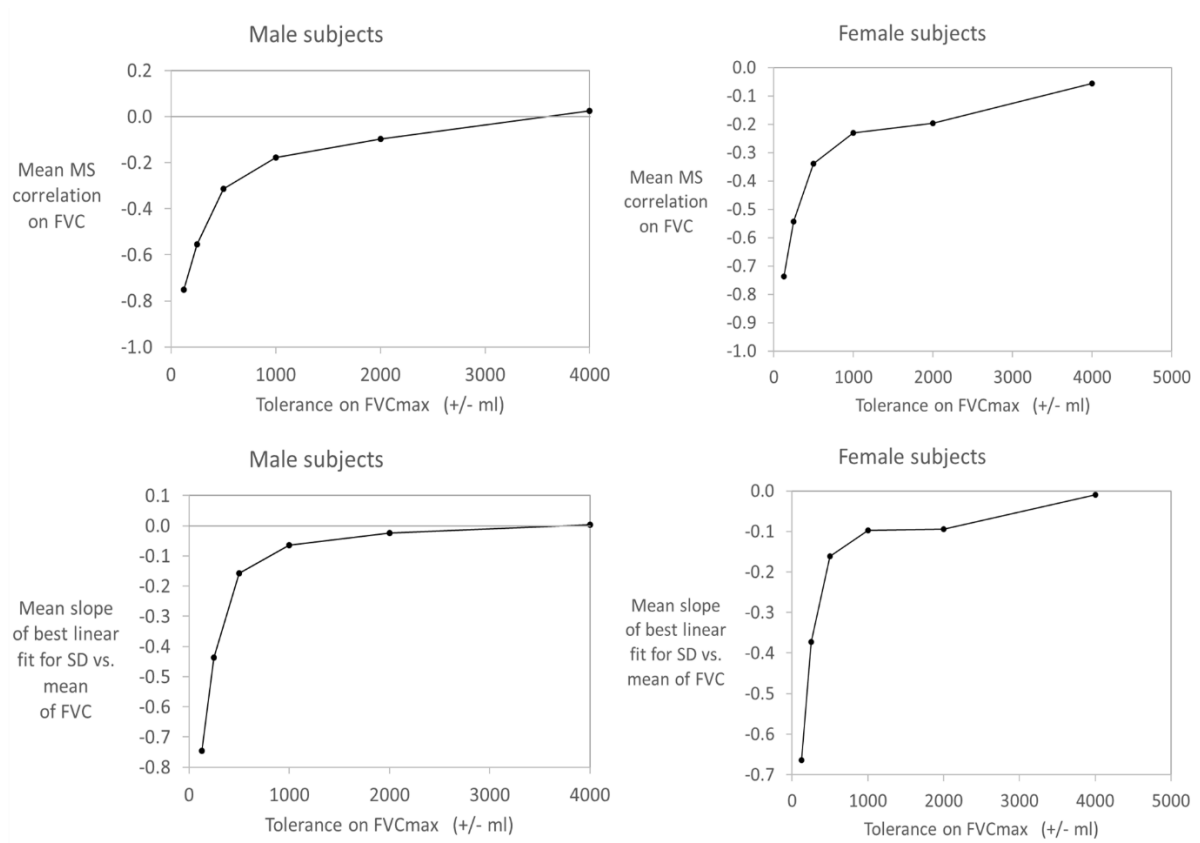 Male subjects
0.2
0.0
-0.2
-0.4
-0.6
-0.8
-1.0
Mean MS
correlation
on FVC
0 1000 2000 3000 4000
Tolerance on FVCmax (+/- ml)
Female subjects
0.0
-0.1
-0.2
-0.3
-0.4
-0.5
-0.6
-0.7
-0.8
-0.9
-1.0
Mean MS
correlation
on FVC
0 1000 2000 3000 4000 5000
Tolerance on FVCmax (+/- ml)
Male subjects
0.1
0.0
-0.1
-0.2
-0.3
-0.4
-0.5
-0.6
-0.7
-0.8
Mean slope
of best linear
fit for SD vs.
mean
of FVC
0 1000 2000 3000 4000
Tolerance on FVCmax (+/- ml)
Female subjects
0.0
-0.1
-0.2
-0.3
-0.4
-0.5
-0.6
-0.7
Mean slope
of best linear
fit for SD vs.
mean of FVC
0 1000 2000 3000 4000 5000
Tolerance on FVCmax (+/- ml)